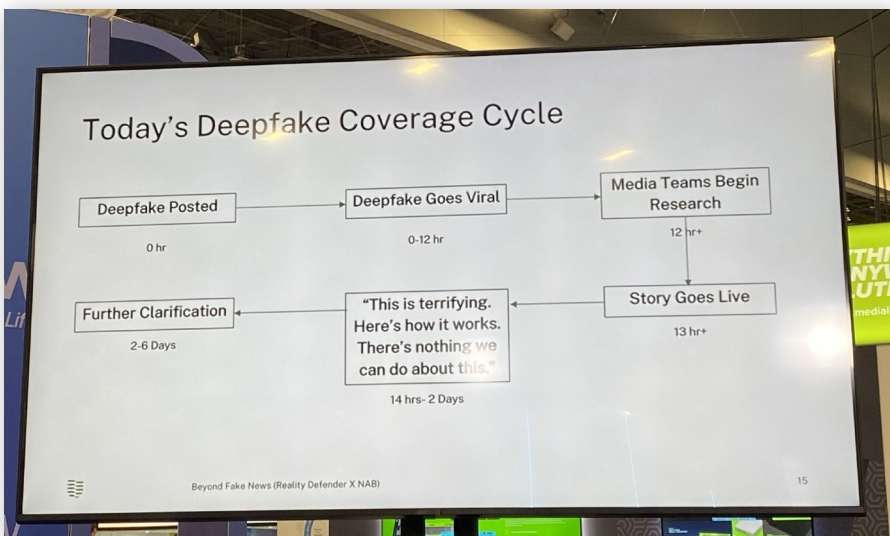 Today's Deepfake Coverage Cycle
Deepfake Posted
0 hr
Deepfake Goes Viral
0-12 hr
Media Teams Begin
Research
12 hr+
Story Goes Live
13 hr+
“This is terrifying.
Here's how it works.
There's nothing we
can do about this.”
14 hrs- 2 Days
Further Clarification
2-6 Days
Beyond Fake News (Reality Defender X NAB)
15